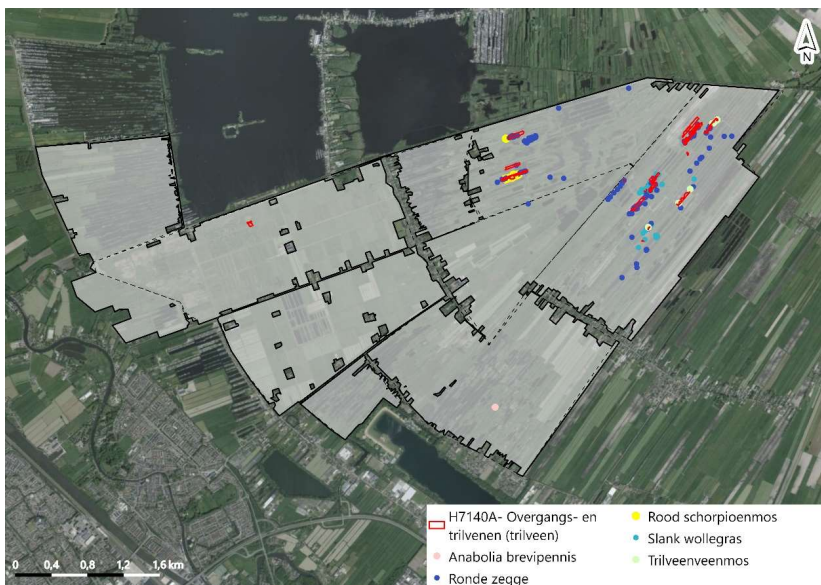 N
0 0,4 0,8 1,2 1,6 km
H7140A- Overgangs- en
trilvenen (trilveen)
Anabolia brevipennis
Ronde zegge
Rood schorpioenmos
Slank wollegras
Trilveenveenmos